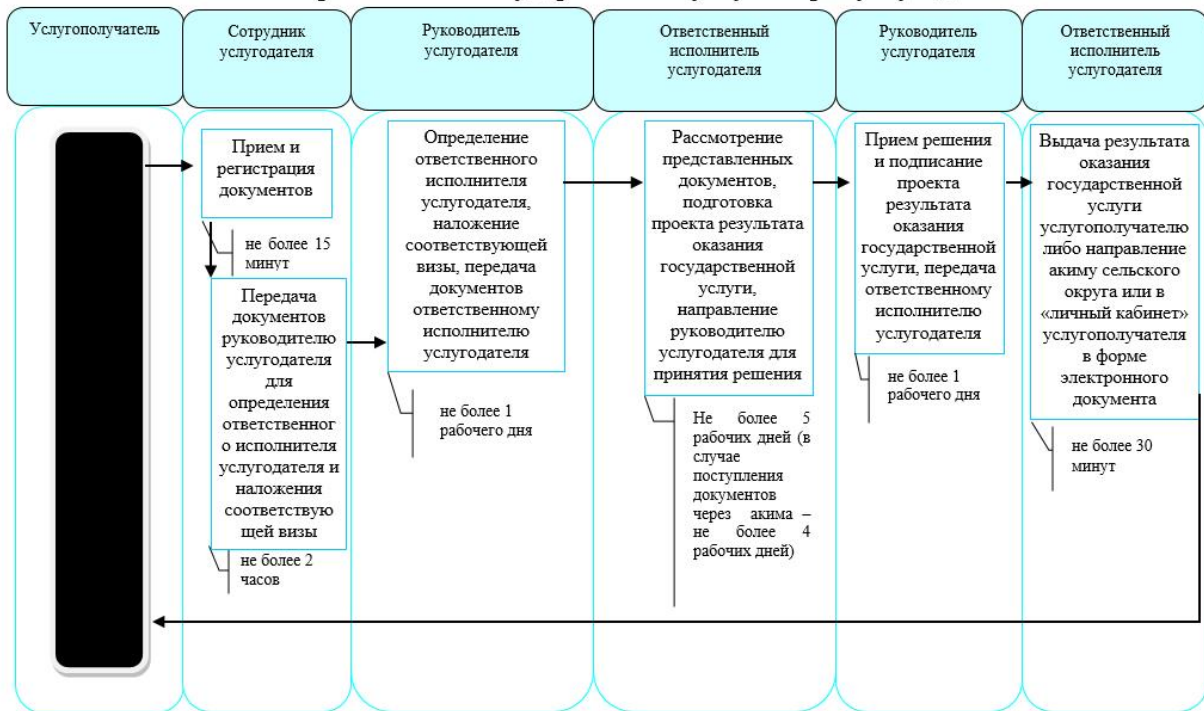 Услугополучатель
Сотрудник
услугодателя
Руководитель
услугодателя
Ответственный
исполнитель
услугодателя
Руководитель
услугодателя
Ответственный
исполнитель
услугодателя
Прием и
регистрация
документов
не более 15
минут
Передача
документов
руководителю
услугодателя
для
определения
ответственног
о исполнителя
услугодателя и
наложения
соответствую
щей визы
не более 2
часов
Определение
ответственного
исполнителя
услугодателя,
наложение
соответствующей
визы, передача
документов
ответственному
исполнителю
услугодателя
не более 1
рабочего дня
Рассмотрение
представленных
документов,
подготовка
проекта результата
оказания
государственной
услуги,
направление
руководителю
услугодателя для
принятия решения
Не более 5
рабочих дней (в
случае
поступления
документов
через акима –
не более 4
рабочих дней)
Прием решения
и подписание
проекта
результата
оказания
государственной
услуги, передача
ответственному
исполнителю
услугодателя
не более 1
рабочего дня
Выдача результата
оказания
государственной
услуги
услугополучателю
либо направление
акиму сельского
округа или в
«личный кабинет»
услугополучателя
в форме
электронного
документа
не более 30
минут